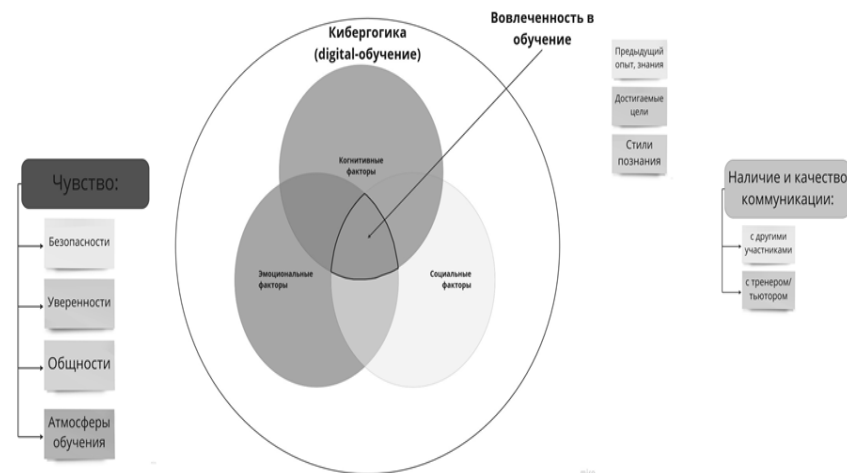 Кибергогика
(digital-обучение)
Вовлеченность в
обучение
Когнитивные
факторы
Эмоциональные
факторы
Социальные
факторы
Чувство:
Безопасности
Уверенности
Общности
Атмосферы
обучения
Предыдущий
опыт, знания
Достигаемые
цели
Стили
познания
Наличие и качество
коммуникации:
с другими
участниками
с тренером/
тьютором